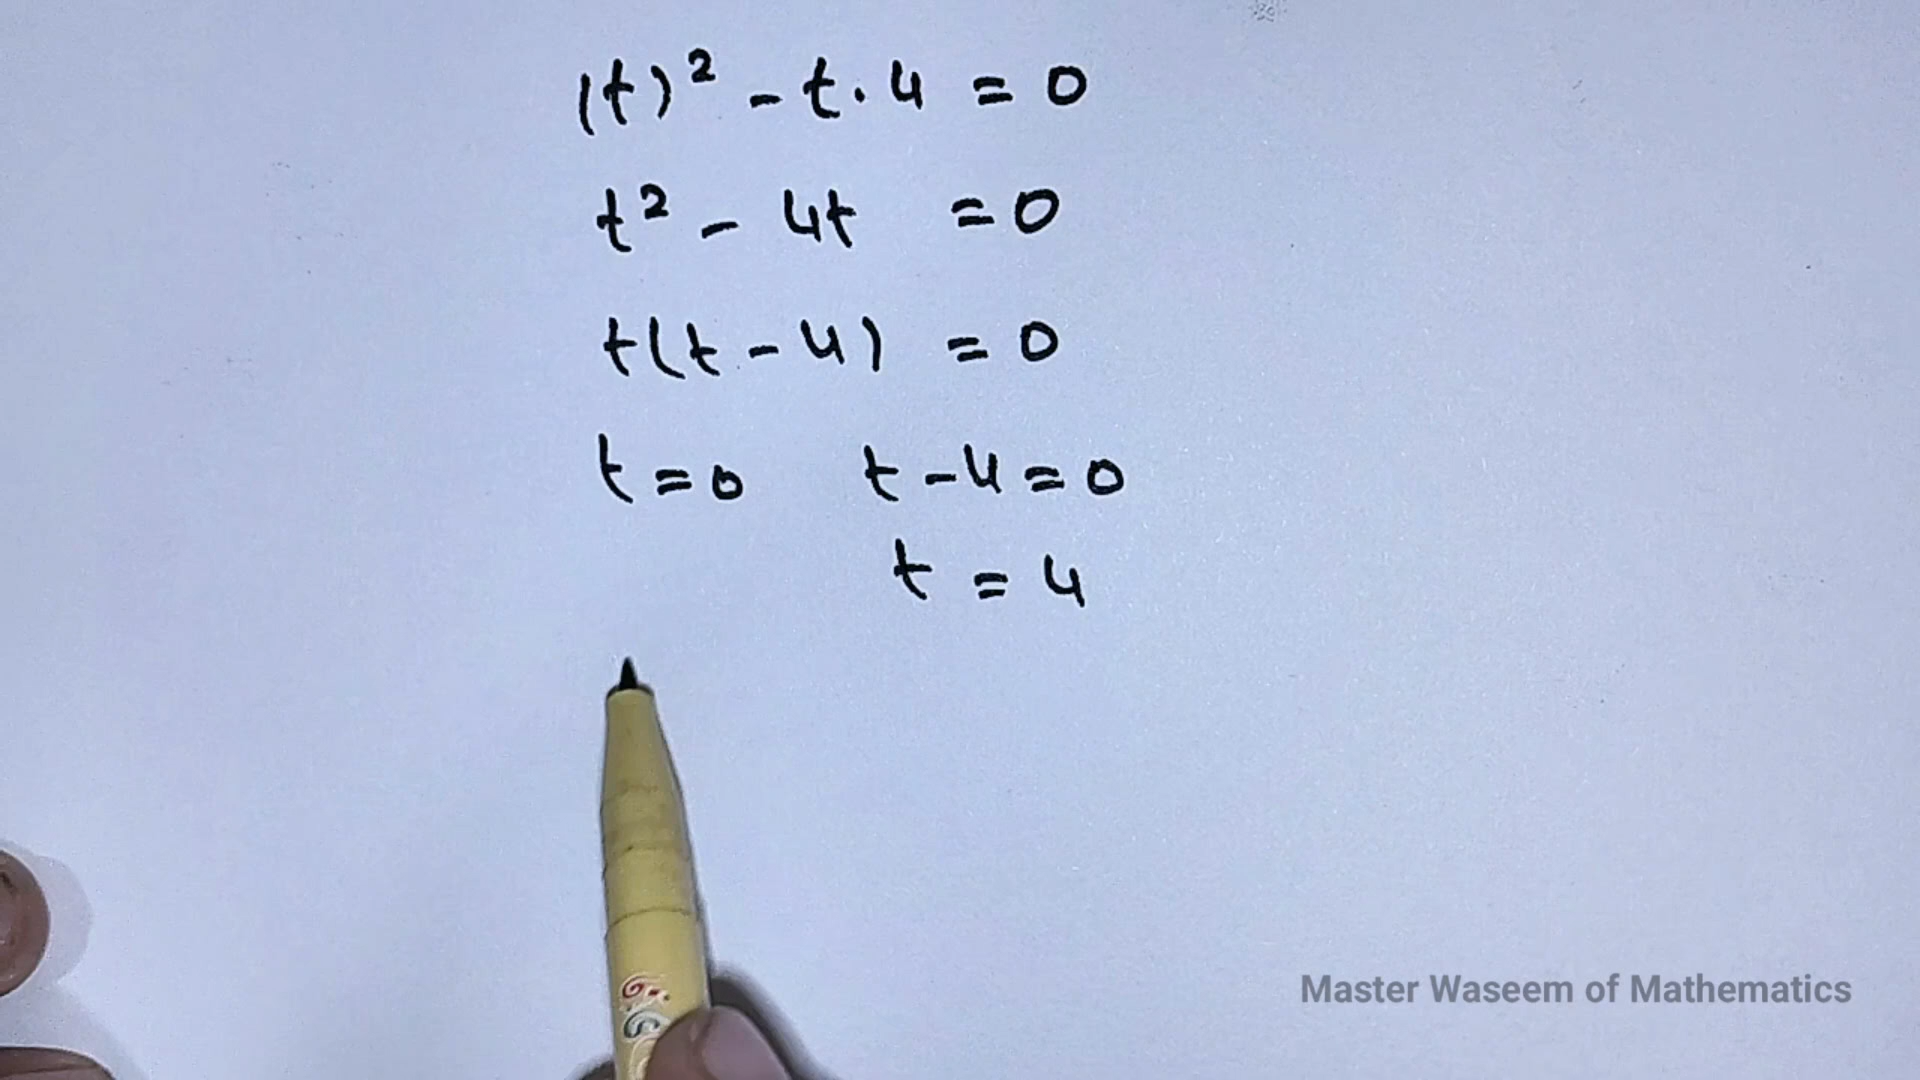 (t)² - t · 4 = 0
t² - 4t = 0
t(t - 4) = 0
t = 0 t - 4 = 0
t = 4
Master Waseem of Mathematics